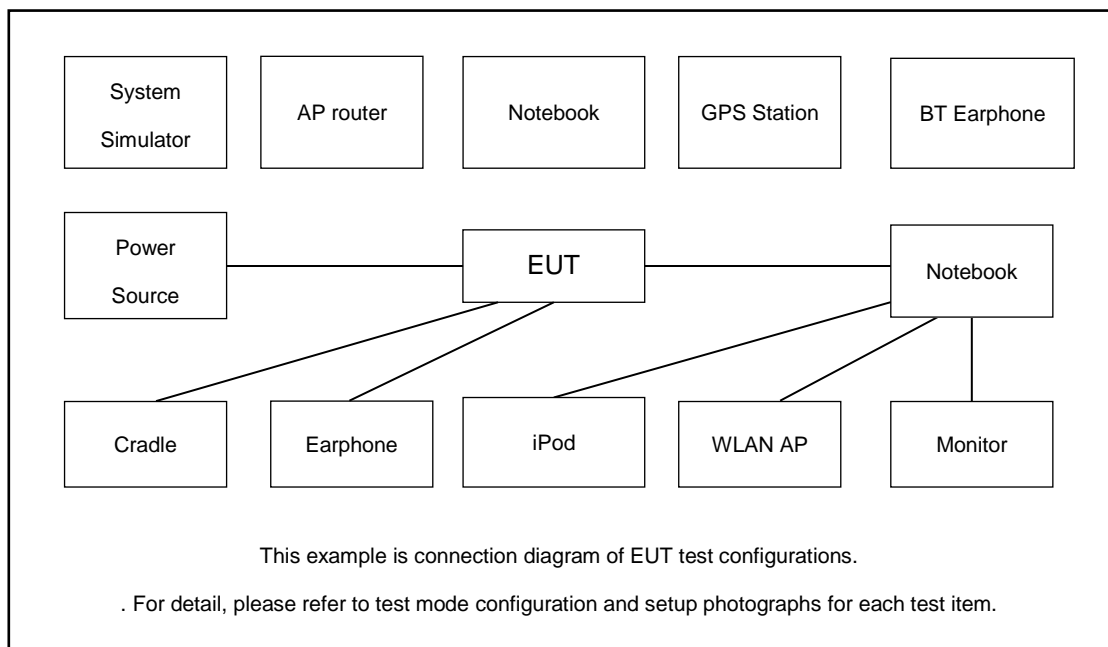 System
Simulator
AP router
Notebook
GPS Station
BT Earphone
Power
Source
EUT
Notebook
Cradle
Earphone
iPod
WLAN AP
Monitor
This example is connection diagram of EUT test configurations.
. For detail, please refer to test mode configuration and setup photographs for each test item.